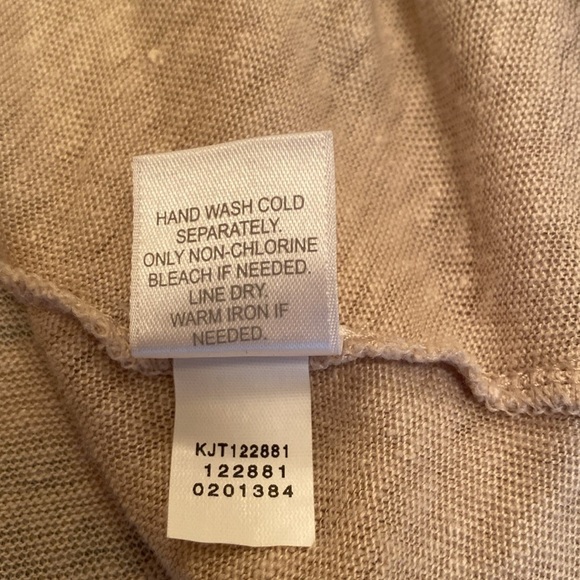 HAND WASH COLD
SEPARATELY.
ONLY NON-CHLORINE
BLEACH IF NEEDED.
LINE DRY.
WARM IRON IF
NEEDED.
KJT122881
122881
0201384